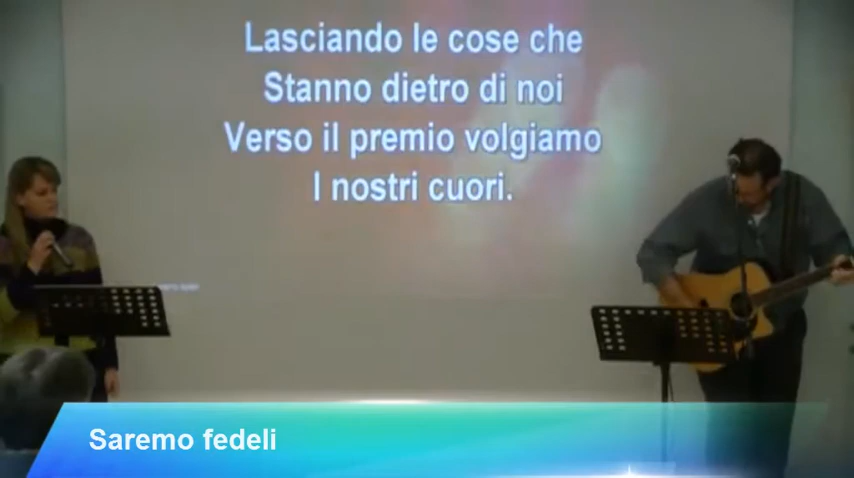 Lasciando le cose che
Stanno dietro di noi
Verso il premio volgiamo
I nostri cuori.
Saremo fedeli